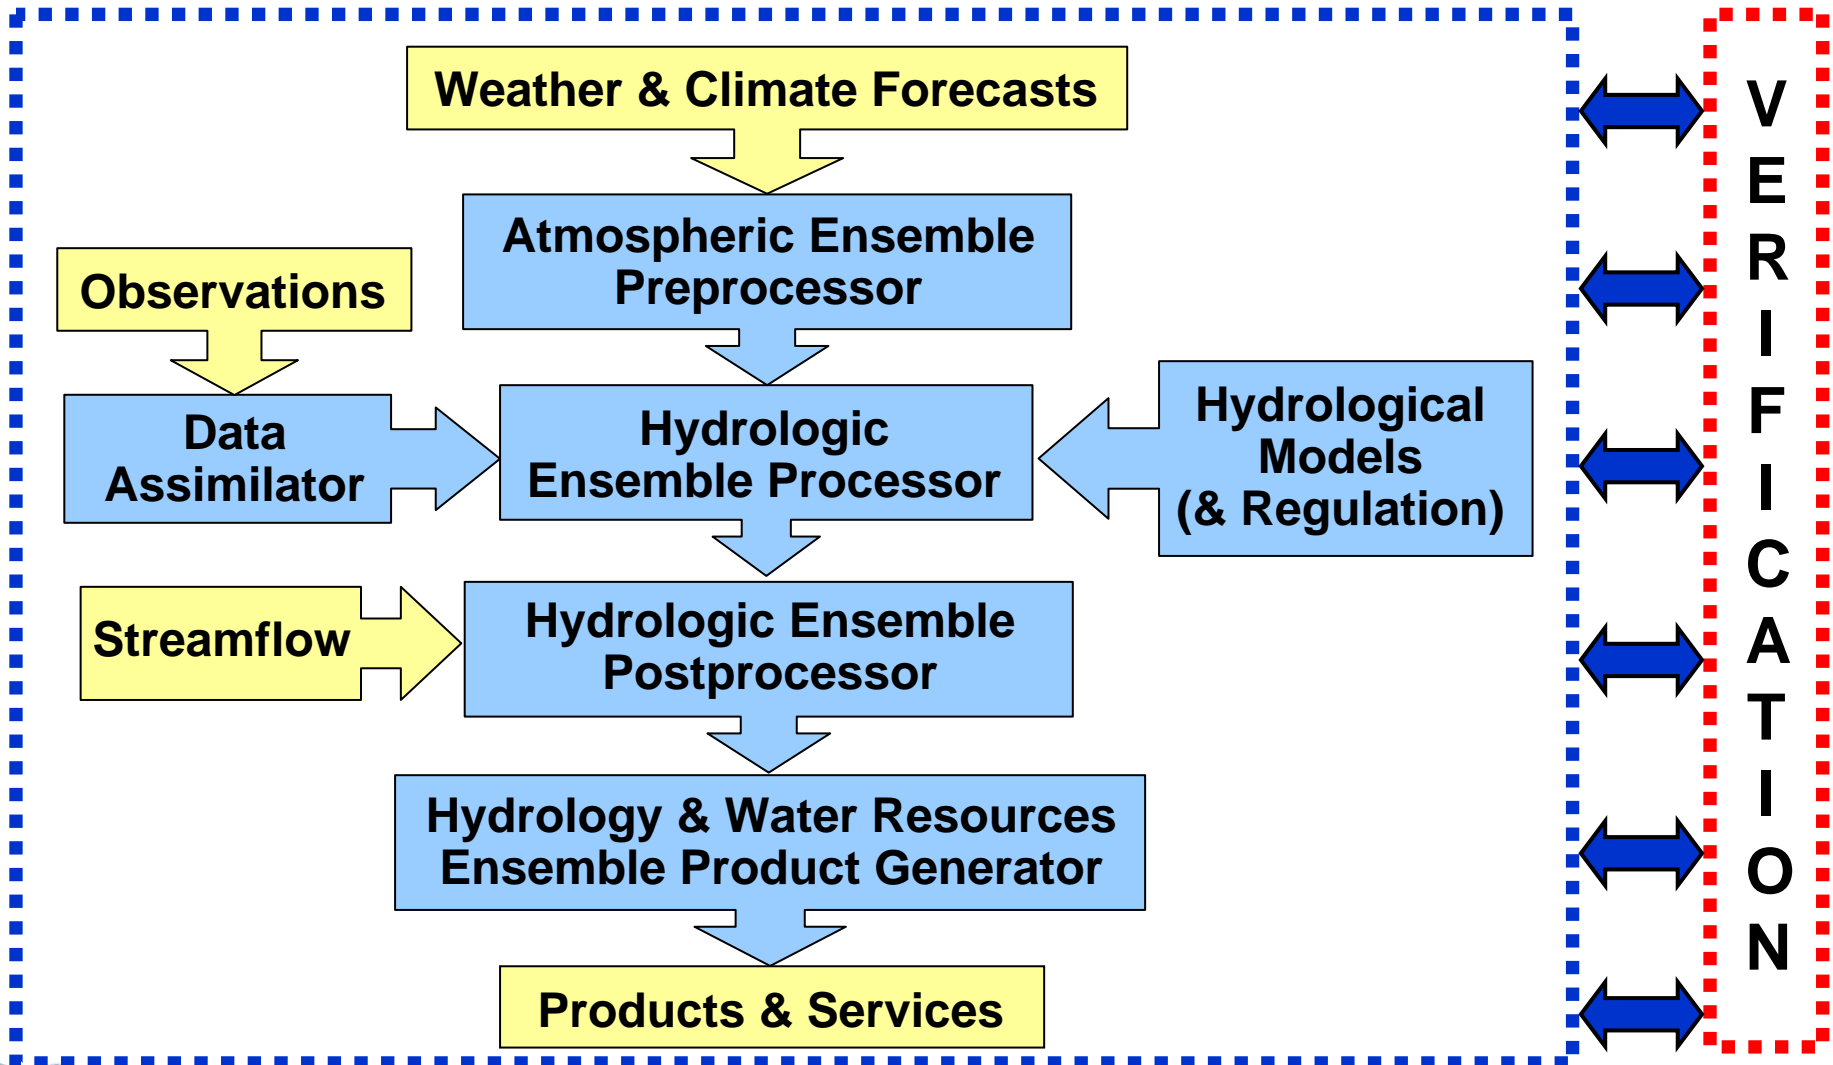 Weather & Climate Forecasts
Atmospheric Ensemble
Preprocessor
Observations
Data
Assimilator
Hydrologic
Ensemble Processor
Hydrological
Models
(& Regulation)
Streamflow
Hydrologic Ensemble
Postprocessor
Hydrology & Water Resources
Ensemble Product Generator
Products & Services
VERIFICATION